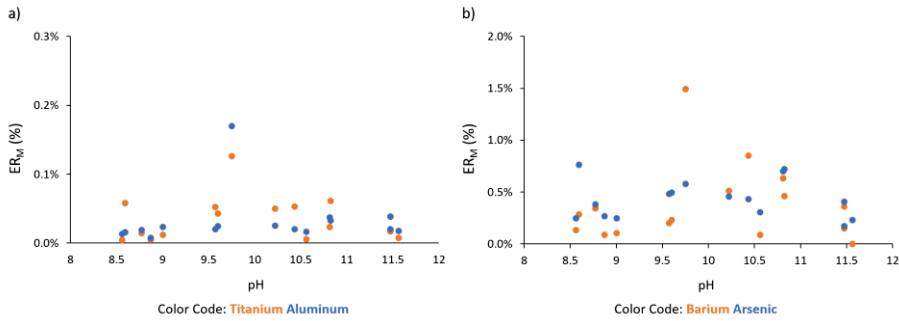 a)
0.3%
0.2%
0.1%
0.0%
ER_M (%)
8 8.5 9 9.5 10 10.5 11 11.5 12
pH
Color Code: Titanium Aluminum
b)
2.0%
1.5%
1.0%
0.5%
0.0%
ER_M (%)
8 8.5 9 9.5 10 10.5 11 11.5 12
pH
Color Code: Barium Arsenic